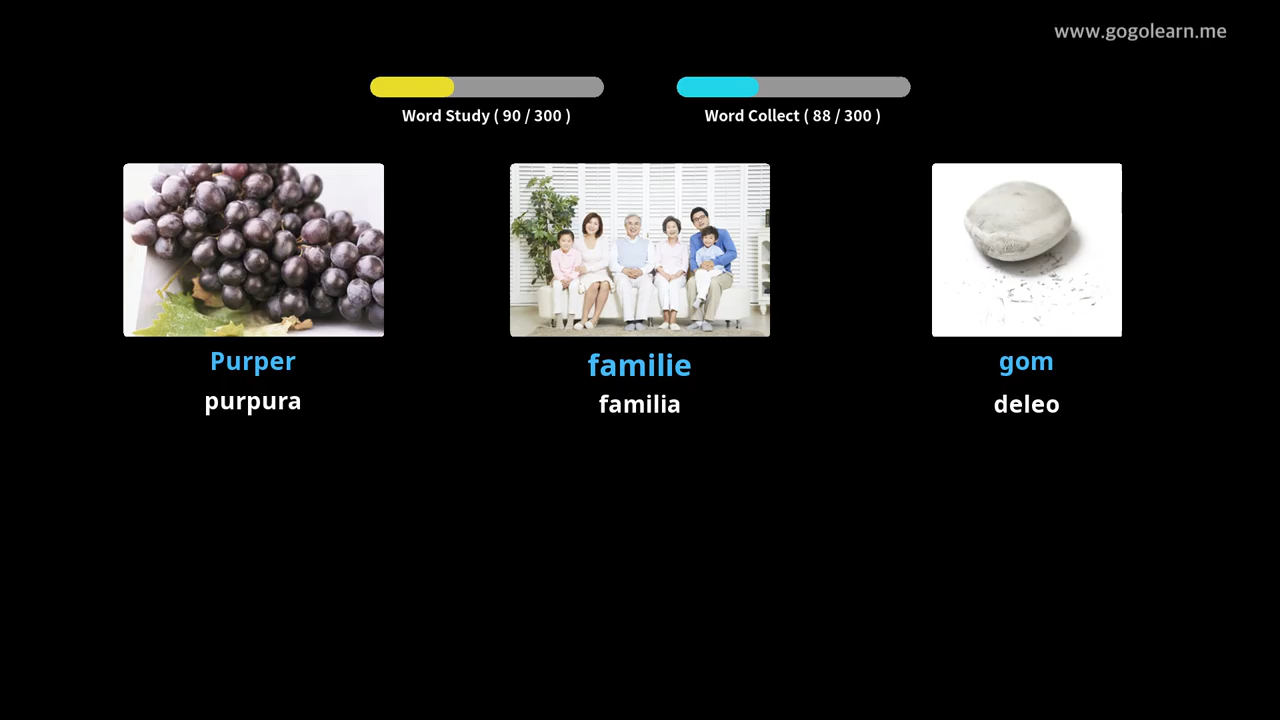 www.gogolearn.me
Word Study ( 90 / 300 )
Word Collect ( 88 / 300 )
Purper
purpura
familie
familia
gom
deleo